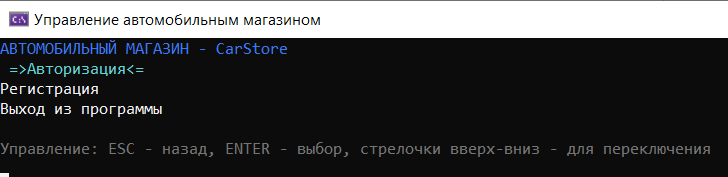 Управление автомобильным магазином
АВТОМОБИЛЬНЫЙ МАГАЗИН - CarStore
=>Авторизация<=
Регистрация
Выход из программы
Управление: ESC - назад, ENTER - выбор, стрелочки вверх-вниз - для переключения